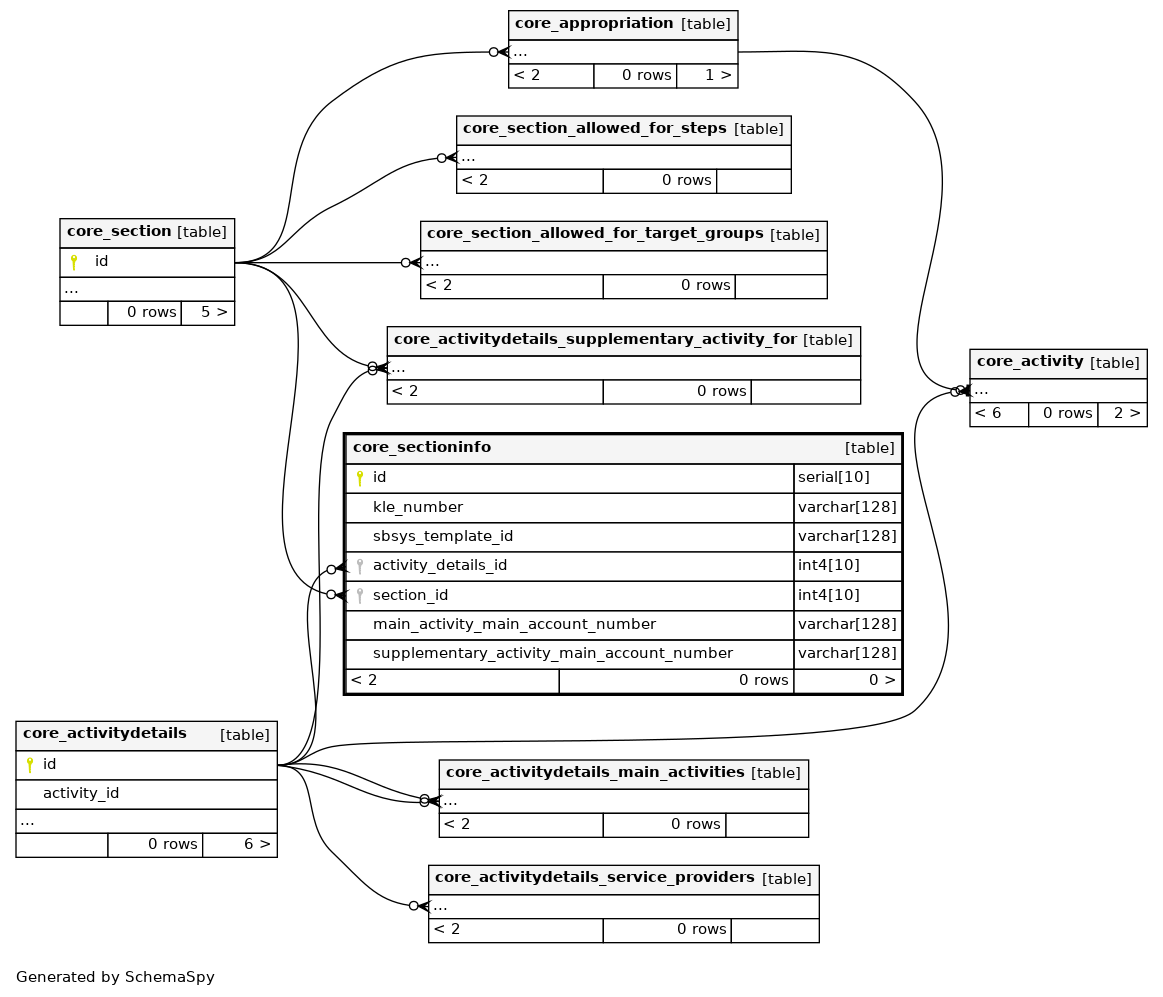 core_appropriation [table]
...
< 2 0 rows 1 >
core_section_allowed_for_steps [table]
...
< 2 0 rows
core_section [table]
id
...
0 rows 5 >
core_section_allowed_for_target_groups [table]
...
< 2 0 rows
core_activitydetails_supplementary_activity_for [table]
...
< 2 0 rows
core_activity [table]
...
< 6 0 rows 2 >
core_sectioninfo [table]
id serial[10]
kle_number varchar[128]
sbsys_template_id varchar[128]
activity_details_id int4[10]
section_id int4[10]
main_activity_main_account_number varchar[128]
supplementary_activity_main_account_number varchar[128]
< 2 0 rows 0 >
core_activitydetails [table]
id
activity_id
...
0 rows 6 >
core_activitydetails_main_activities [table]
...
< 2 0 rows
core_activitydetails_service_providers [table]
...
< 2 0 rows
Generated by SchemaSpy